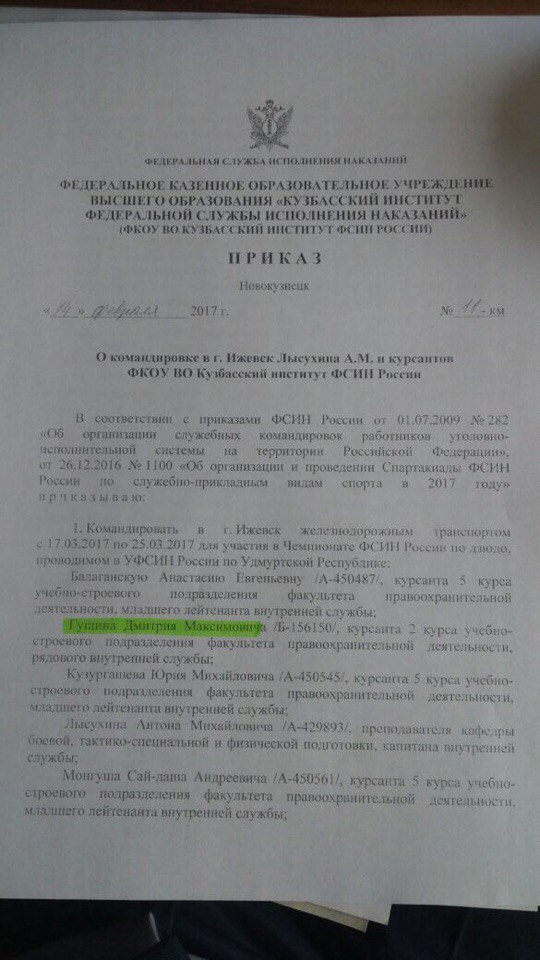 ФЕДЕРАЛЬНАЯ СЛУЖБА ИСПОЛНЕНИЯ НАКАЗАНИЙ
ФЕДЕРАЛЬНОЕ КАЗЕННОЕ ОБРАЗОВАТЕЛЬНОЕ УЧРЕЖДЕНИЕ
ВЫСШЕГО ОБРАЗОВАНИЯ «КУЗБАССКИЙ ИНСТИТУТ
ФЕДЕРАЛЬНОЙ СЛУЖБЫ ИСПОЛНЕНИЯ НАКАЗАНИЙ»
(ФКОУ ВО КУЗБАССКИЙ ИНСТИТУТ ФСИН РОССИИ)
ПРИКАЗ
Новокузнецк
«14» февраля 2017 г. № 11-км
О командировке в г. Ижевск Лысухина А.М. и курсантов
ФКОУ ВО Кузбасский институт ФСИН России
В соответствии с приказами ФСИН России от 01.07.2009 № 282
«Об организации служебных командировок работников уголовно-
исполнительной системы на территории Российской Федерации»,
от 26.12.2016 № 1100 «Об организации и проведении Спартакиады ФСИН
России по служебно-прикладным видам спорта в 2017 году»
п р и к а з ы в а ю:
1. Командировать в г. Ижевск железнодорожным транспортом
с 17.03.2017 по 25.03.2017 для участия в Чемпионате ФСИН России по дзюдо,
проводимом в УФСИН России по Удмуртской Республике:
Балаганскую Анастасию Евгеньевну /А-450487/, курсанта 5 курса
учебно-строевого подразделения факультета правоохранительной
деятельности, младшего лейтенанта внутренней службы;
Гущина Дмитрия Максимовича /Б-156150/, курсанта 2 курса учебно-
строевого подразделения факультета правоохранительной деятельности,
рядового внутренней службы;
Кузургашева Юрия Михайловича /А-450545/, курсанта 5 курса учебно-
строевого подразделения факультета правоохранительной деятельности,
младшего лейтенанта внутренней службы;
Лысухина Антона Михайловича /А-429893/, преподавателя кафедры
боевой, тактико-специальной и физической подготовки, капитана внутренней
службы;
Монгуша Сай-даша Андреевича /А-450561/, курсанта 5 курса учебно-
строевого подразделения факультета правоохранительной деятельности,
младшего лейтенанта внутренней службы;